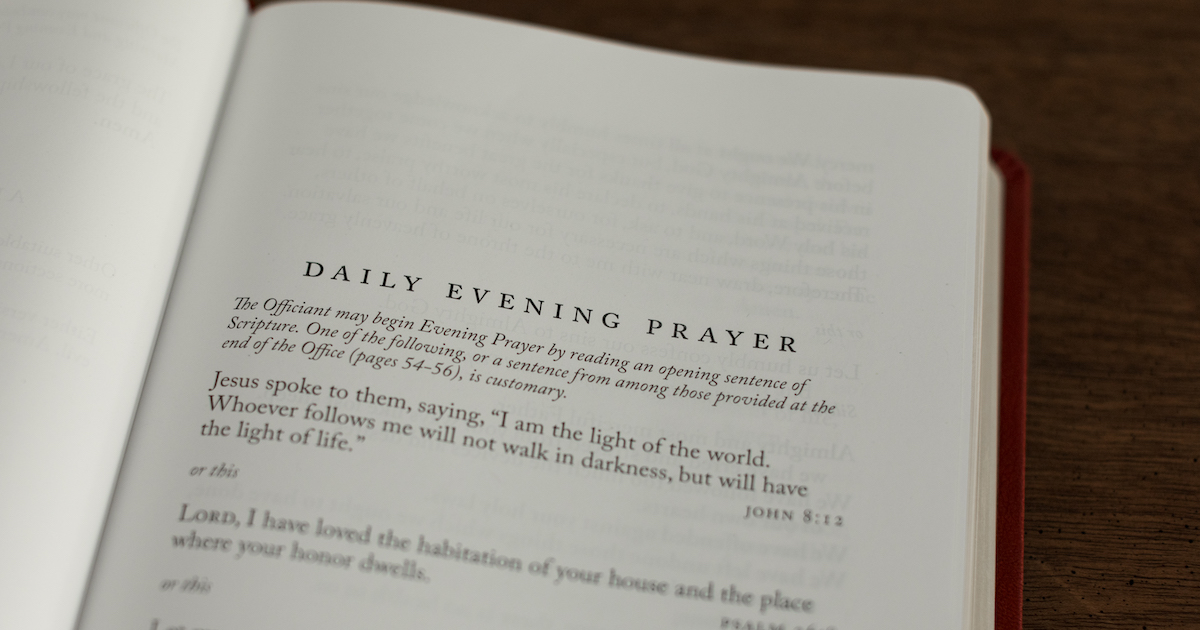 DAILY EVENING PRAYER
The Officiant may begin Evening Prayer by reading an opening sentence of
Scripture. One of the following, or a sentence from among those provided at the
end of the Office (pages 54–56), is customary.
Jesus spoke to them, saying, “I am the light of the world.
Whoever follows me will not walk in darkness, but will have
the light of life.”
JOHN 8:12
or this
LORD, I have loved the habitation of your house and the place
where your honor dwells.
PSALM
or this